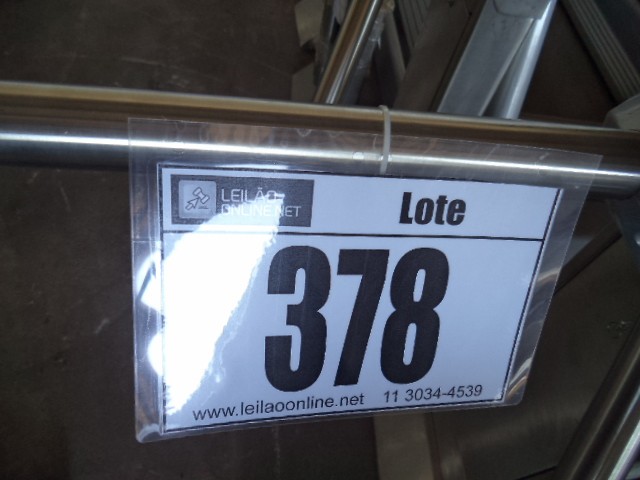 LEILÃO
ONLINE.NET
Lote
378
www.leilaoonline.net 11 3034-4539